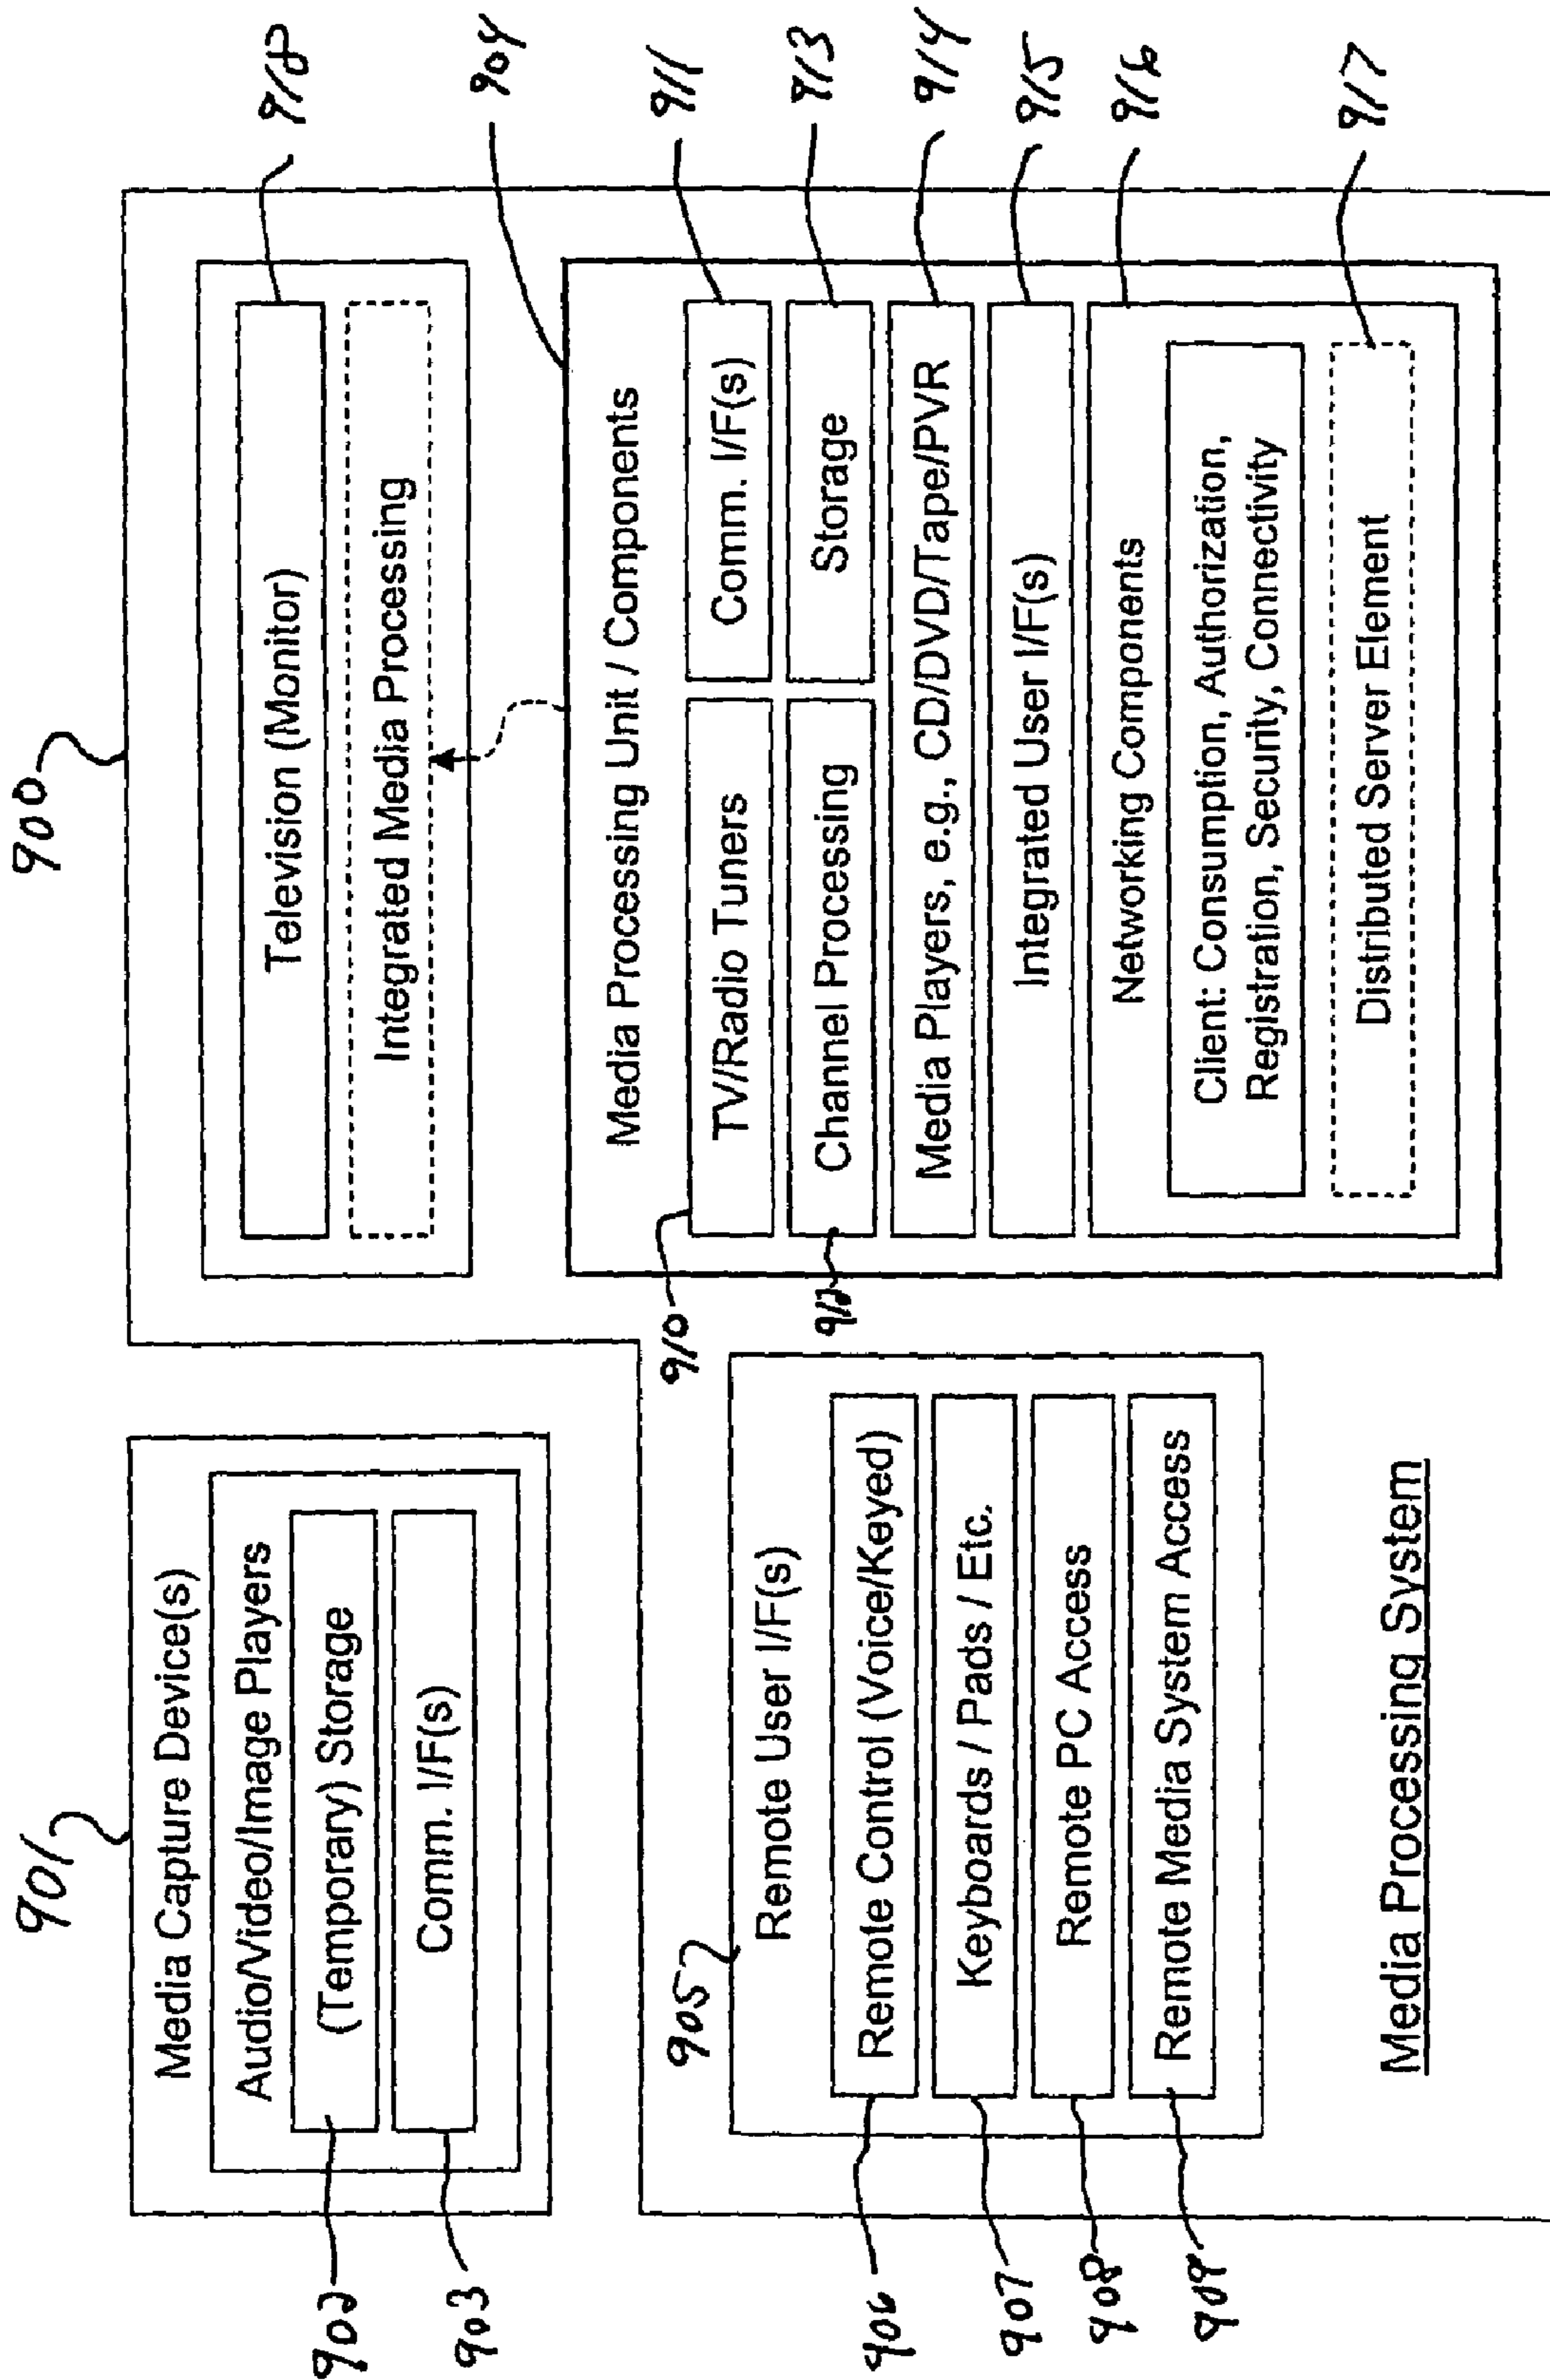 901
Media Capture Device(s)
Audio/Video/Image Players
(Temporary) Storage
Comm. I/F(s)
902
903
900
Television (Monitor)
Integrated Media Processing
918
904
Media Processing Unit / Components
TV/Radio Tuners
Comm. I/F(s)
Channel Processing
Storage
Media Players, e.g., CD/DVD/Tape/PVR
Integrated User I/F(s)
Networking Components
Client: Consumption, Authorization,
Registration, Security, Connectivity
Distributed Server Element
910
911
912
913
914
915
916
917
905
Remote User I/F(s)
Remote Control (Voice/Keyed)
Keyboards / Pads / Etc.
Remote PC Access
Remote Media System Access
906
907
908
909
Media Processing System